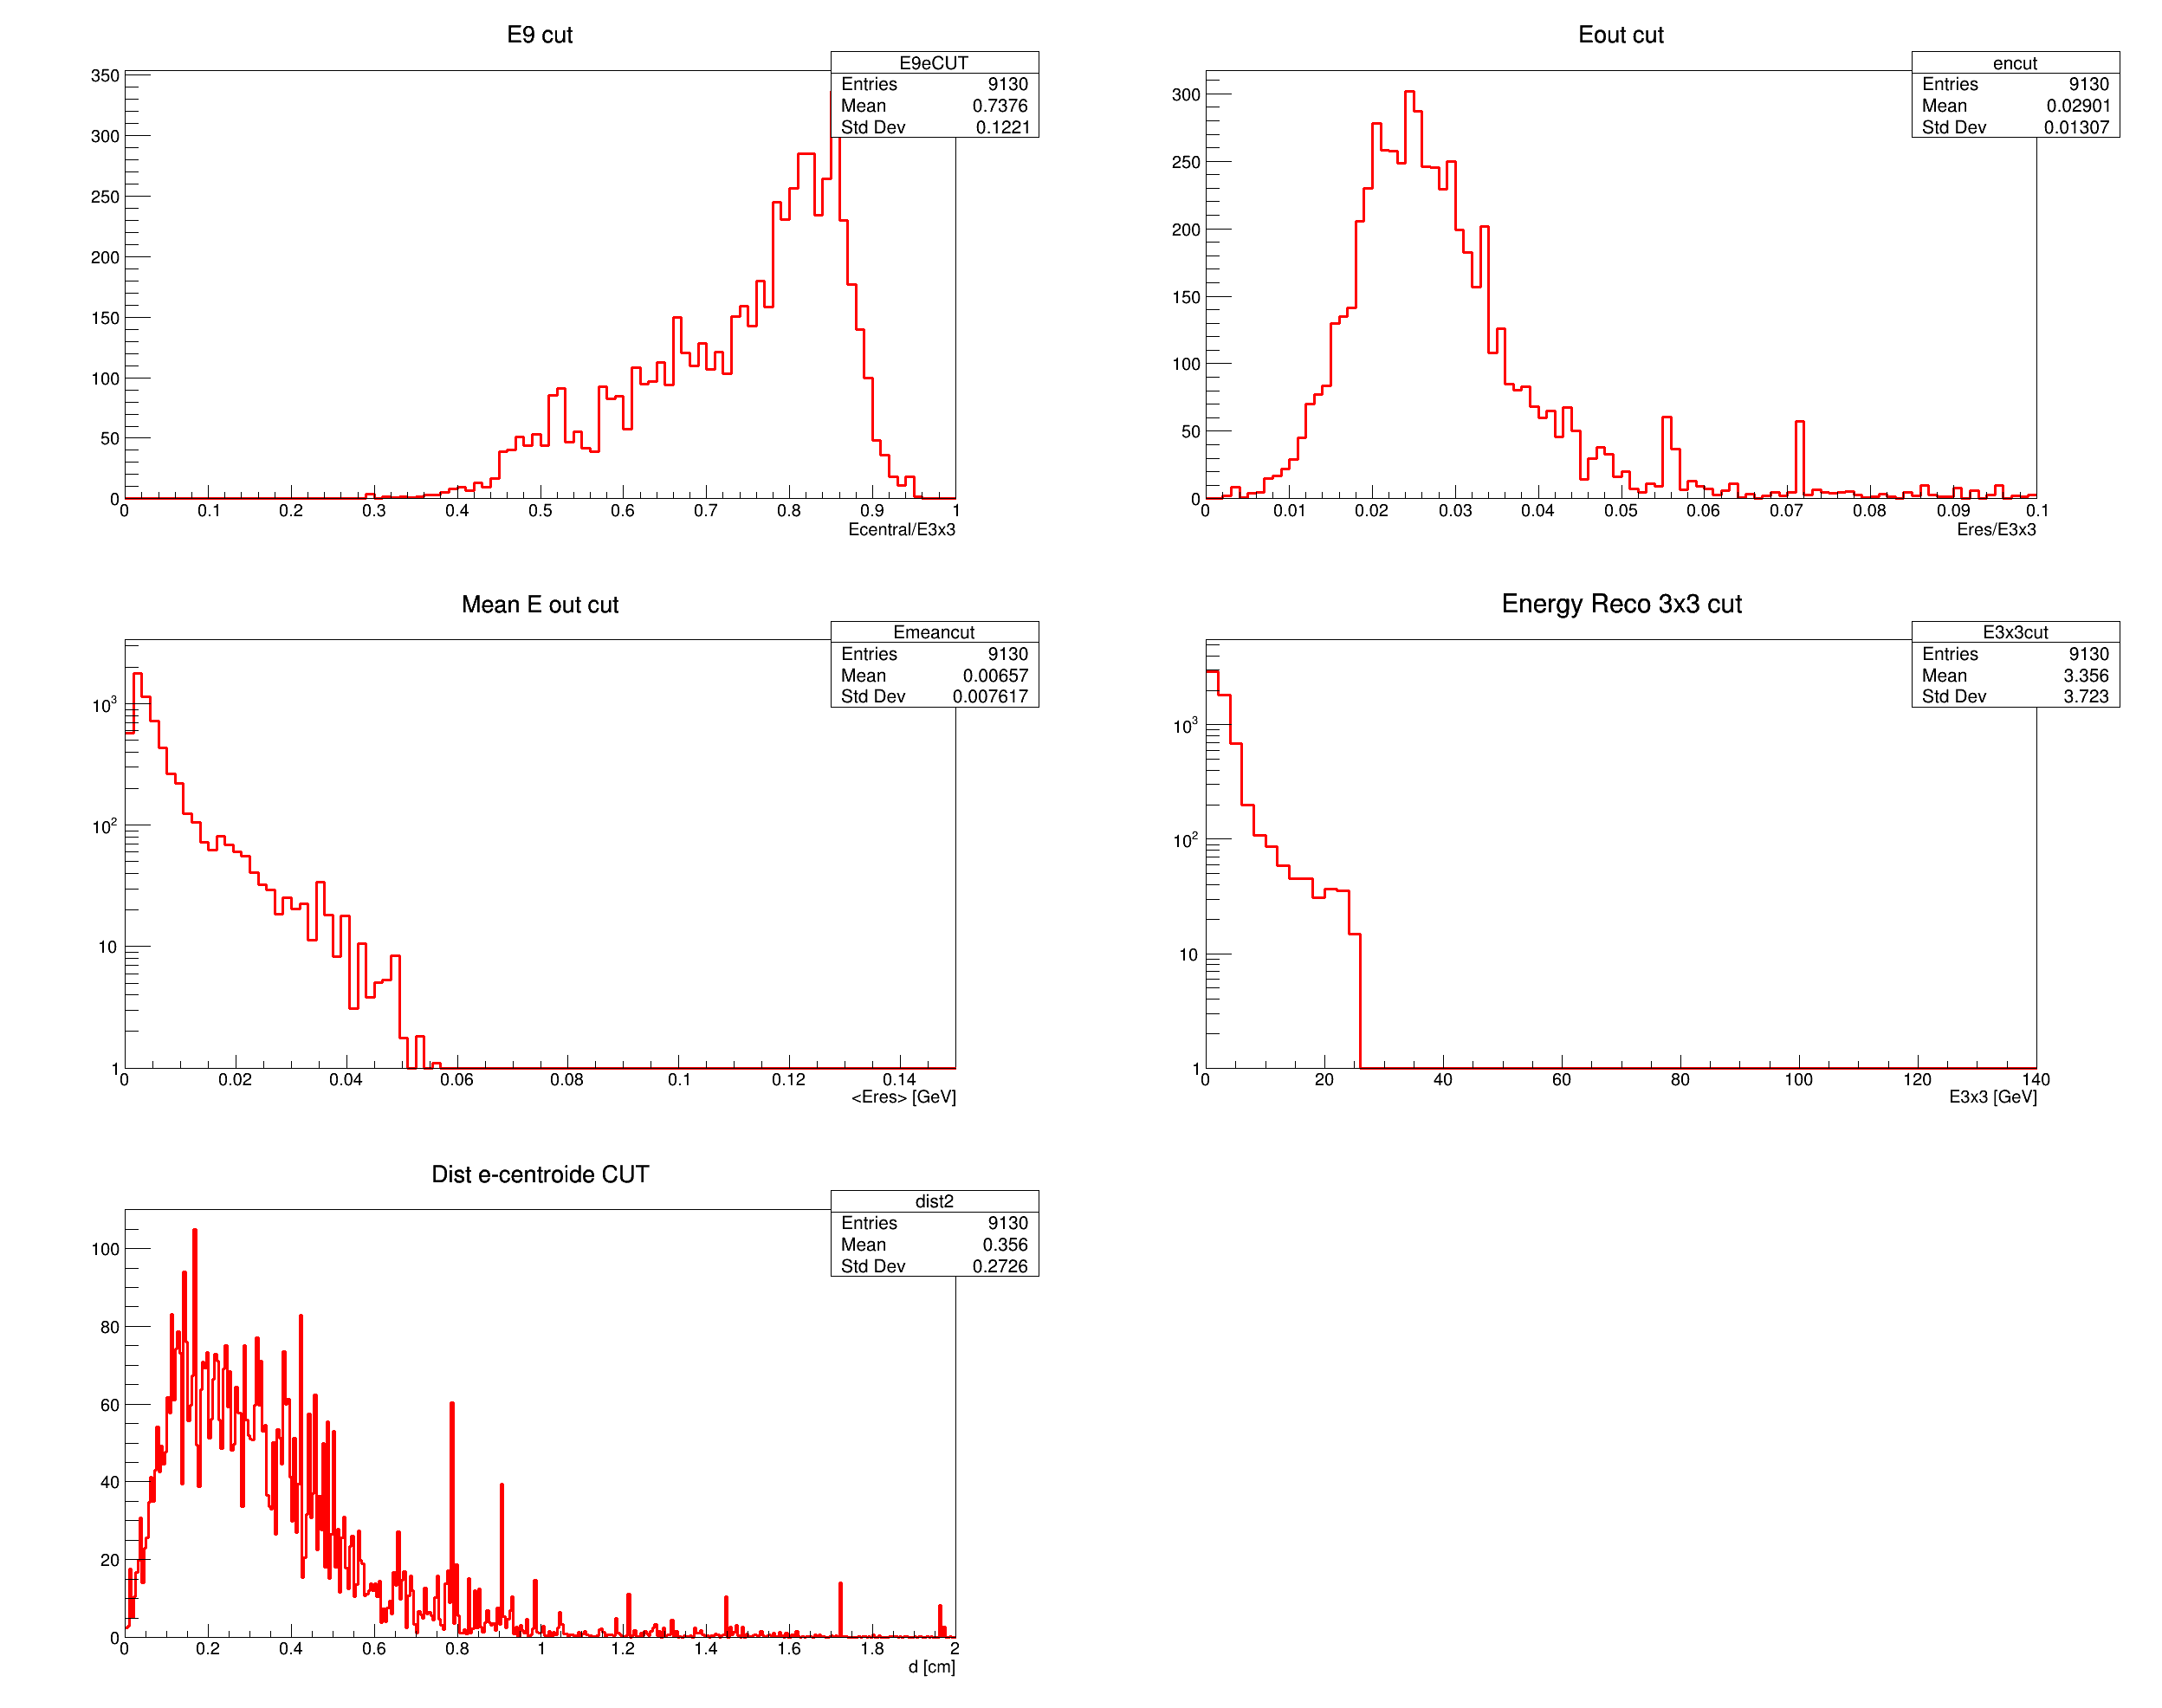 E9 cut
E9eCUT
Entries 9130
Mean 0.7376
Std Dev 0.1221
350
300
250
200
150
100
50
0
0 0.1 0.2 0.3 0.4 0.5 0.6 0.7 0.8 0.9 1
Ecentral/E3x3
Eout cut
encut
Entries 9130
Mean 0.02901
Std Dev 0.01307
300
250
200
150
100
50
0
0 0.01 0.02 0.03 0.04 0.05 0.06 0.07 0.08 0.09 0.1
Eres/E3x3
Mean E out cut
Emeancut
Entries 9130
Mean 0.00657
Std Dev 0.007617
10³
10²
10
1
0 0.02 0.04 0.06 0.08 0.1 0.12 0.14
<Eres> [GeV]
Energy Reco 3x3 cut
E3x3cut
Entries 9130
Mean 3.356
Std Dev 3.723
10³
10²
10
1
0 20 40 60 80 100 120 140
E3x3 [GeV]
Dist e-centroide CUT
dist2
Entries 9130
Mean 0.356
Std Dev 0.2726
100
80
60
40
20
0
0 0.2 0.4 0.6 0.8 1 1.2 1.4 1.6 1.8 2
d [cm]